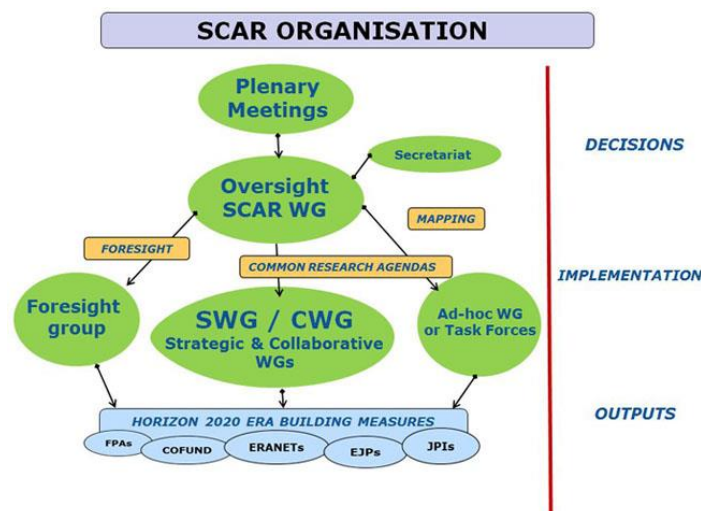 SCAR ORGANISATION
Plenary
Meetings
DECISIONS
Secretariat
Oversight
SCAR WG
MAPPING
FORESIGHT
COMMON RESEARCH AGENDAS
IMPLEMENTATION
Foresight
group
SWG / CWG
Strategic & Collaborative
WGs
Ad-hoc WG
or Task Forces
HORIZON 2020 ERA BUILDING MEASURES
OUTPUTS
FPAs
COFUND
ERANETs
EJPs
JPIs